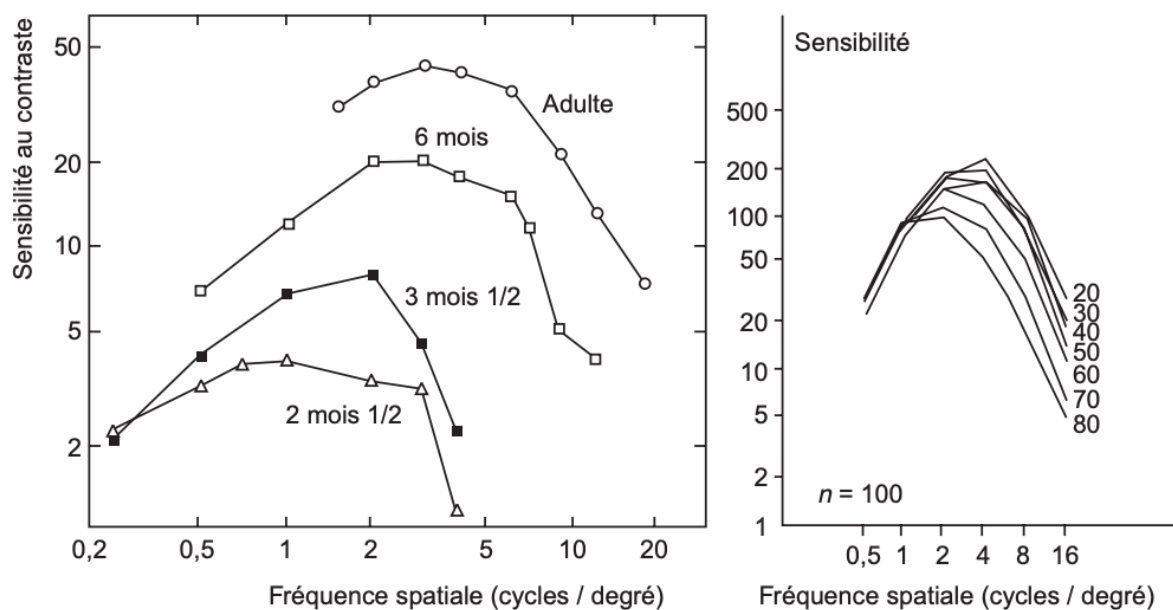 Sensibilité au contraste
50
20
10
5
2
Adulte
6 mois
3 mois 1/2
2 mois 1/2
0,2 0,5 1 2 5 10 20
Fréquence spatiale (cycles / degré)
Sensibilité
500
200
100
50
20
10
5
2
1
20
30
40
50
60
70
80
n = 100
0,5 1 2 4 8 16
Fréquence spatiale (cycles / degré)